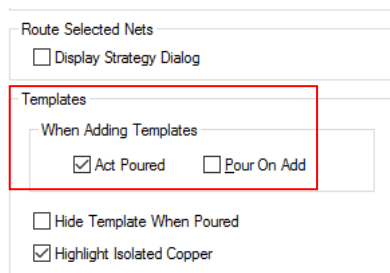 Route Selected Nets
Display Strategy Dialog
Templates
When Adding Templates
Act Poured Pour On Add
Hide Template When Poured
Highlight Isolated Copper